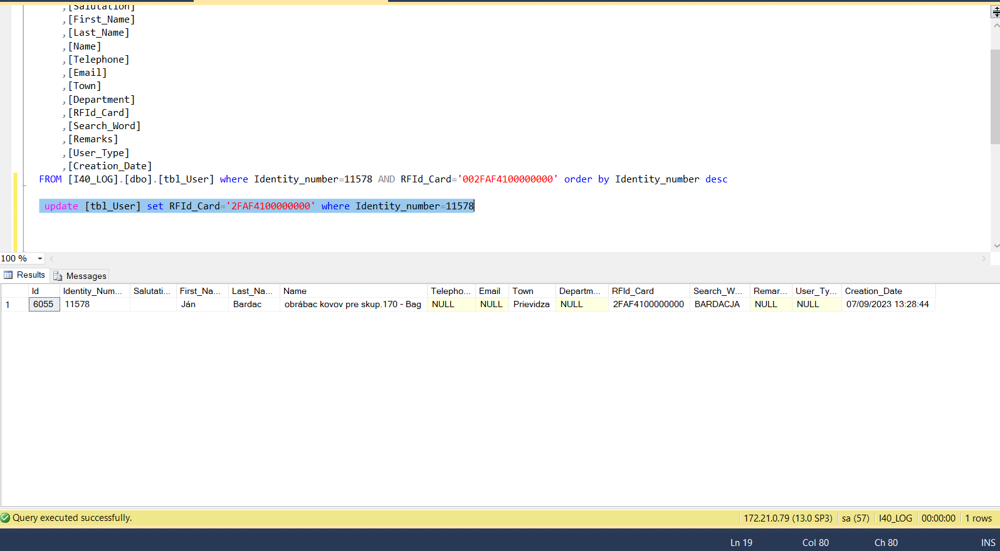 ,[Salutation]
,[First_Name]
,[Last_Name]
,[Name]
,[Telephone]
,[Email]
,[Town]
,[Department]
,[RFId_Card]
,[Search_Word]
,[Remarks]
,[User_Type]
,[Creation_Date]
FROM [I40_LOG].[dbo].[tbl_User] where Identity_number=11578 AND RFId_Card='002FAF4100000000' order by Identity_number desc
update [tbl_User] set RFId_Card='2FAF4100000000' where Identity_number=11578
100 %
Results Messages
Id Identity_Num... Salutati... First_Na... Last_Na... Name Telepho... Email Town Departm... RFId_Card Search_W... Remar... User_Ty... Creation_Date
1 6055 11578 Ján Bardac obrábac kovov pre skup.170 - Bag NULL NULL Prievidza NULL 2FAF4100000000 BARDACJA NULL NULL 07/09/2023 13:28:44
Query executed successfully. 172.21.0.79 (13.0 SP3) sa (57) I40_LOG 00:00:00 1 rows
Ln 19 Col 80 Ch 80 INS